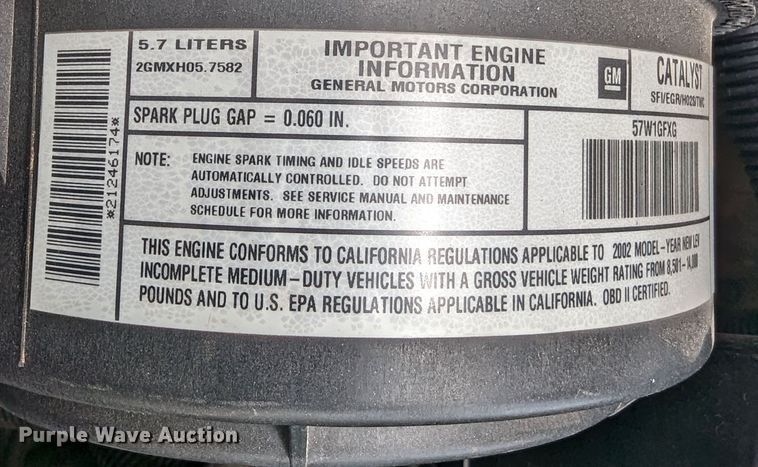 5.7 LITERS
2GMXH05.7582
IMPORTANT ENGINE
INFORMATION
GENERAL MOTORS CORPORATION
GM
CATALYST
SFI/EGR/HO2S/TWC
*21246174*
SPARK PLUG GAP = 0.060 IN.
57W1GFXG
NOTE: ENGINE SPARK TIMING AND IDLE SPEEDS ARE
AUTOMATICALLY CONTROLLED. DO NOT ATTEMPT
ADJUSTMENTS. SEE SERVICE MANUAL AND MAINTENANCE
SCHEDULE FOR MORE INFORMATION.
THIS ENGINE CONFORMS TO CALIFORNIA REGULATIONS APPLICABLE TO 2002 MODEL-YEAR NEW LEV
INCOMPLETE MEDIUM-DUTY VEHICLES WITH A GROSS VEHICLE WEIGHT RATING FROM 8,501-14,000
POUNDS AND TO U.S. EPA REGULATIONS APPLICABLE IN CALIFORNIA. OBD II CERTIFIED.
Purple Wave Auction